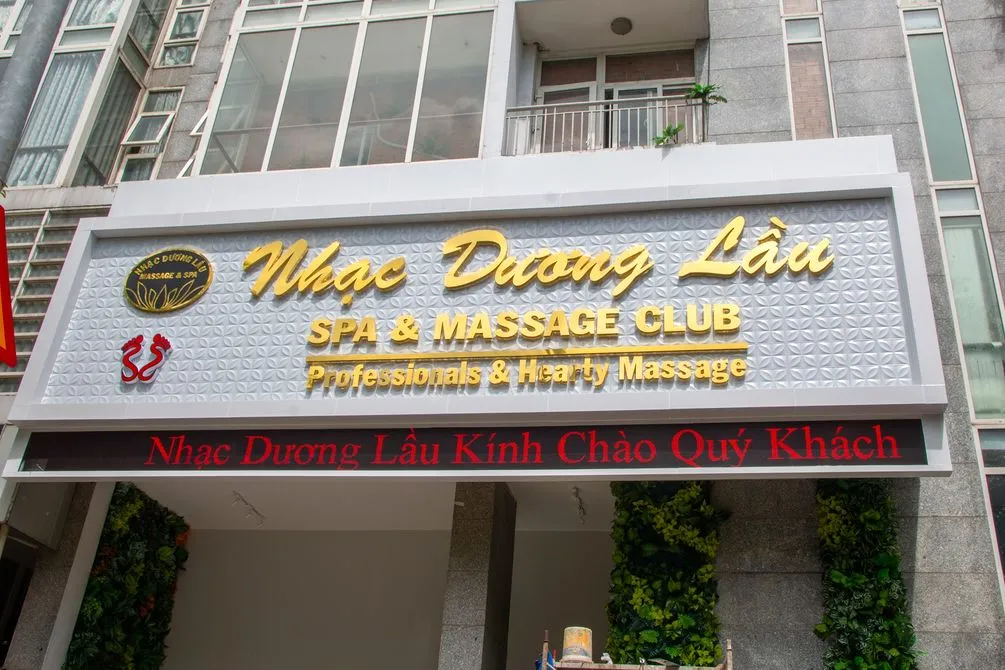 NHẠC DƯƠNG LẦU
MASSAGE & SPA
Nhạc Dương Lầu
SPA & MASSAGE CLUB
Professionals & Hearty Massage
Nhạc Dương Lầu Kính Chào Quý Khách